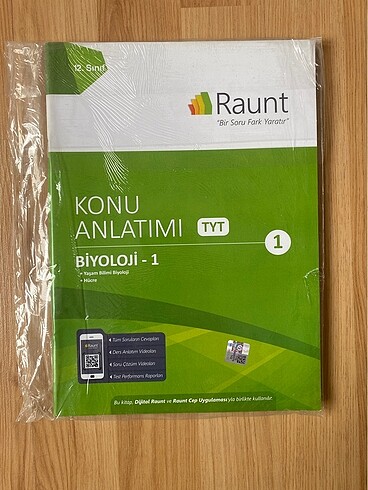 12. Sınıf
Raunt
"Bir Soru Fark Yaratır"
KONU
ANLATIMI TYT
1
BİYOLOJİ - 1
• Yaşam Bilimi Biyoloji
• Hücre
Raunt
• Tüm Soruların Cevapları
• Ders Anlatım Videoları
• Soru Çözüm Videoları
• Test Performans Raporları
Bu kitap, Dijital Raunt ve Raunt Cep Uygulaması'yla birlikte kullanılır.